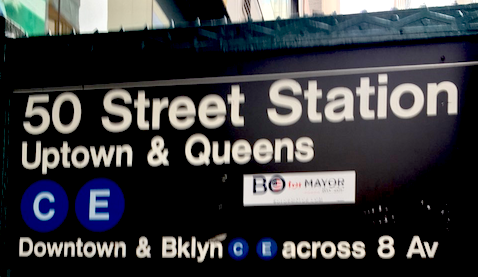 50 Street Station
Uptown & Queens
C E
BO for MAYOR
Downtown & Bklyn C E across 8 Av